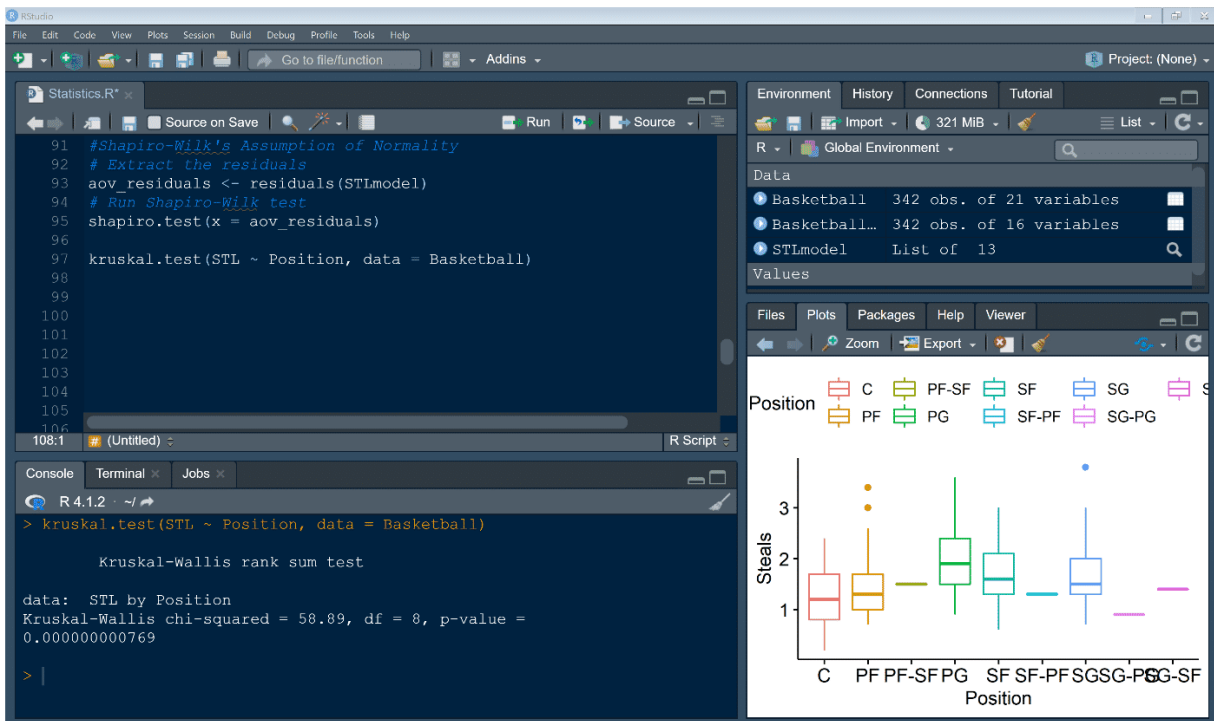 RStudio
File Edit Code View Plots Session Build Debug Profile Tools Help
Go to file/function Addins Project: (None)
Statistics.R*
Source on Save Run Source
91 #Shapiro-Wilk's Assumption of Normality
92 # Extract the residuals
93 aov_residuals <- residuals(STLmodel)
94 # Run Shapiro-Wilk test
95 shapiro.test(x = aov_residuals)
96
97 kruskal.test(STL ~ Position, data = Basketball)
98
99
100
101
102
103
104
105
106
108:1 # (Untitled) R Script
Console Terminal Jobs
R 4.1.2 · ~/
> kruskal.test(STL ~ Position, data = Basketball)
Kruskal-Wallis rank sum test
data: STL by Position
Kruskal-Wallis chi-squared = 58.89, df = 8, p-value =
0.000000000769
>
Environment History Connections Tutorial
Import 321 MiB List
R Global Environment
Data
Basketball 342 obs. of 21 variables
Basketball… 342 obs. of 16 variables
STLmodel List of 13
Values
Files Plots Packages Help Viewer
Zoom Export
Position C PF-SF SF SG S
PF PG SF-PF SG-PG
Steals
3
2
1
C PF PF-SF PG SF SF-PF SG SG-PG SG-SF
Position